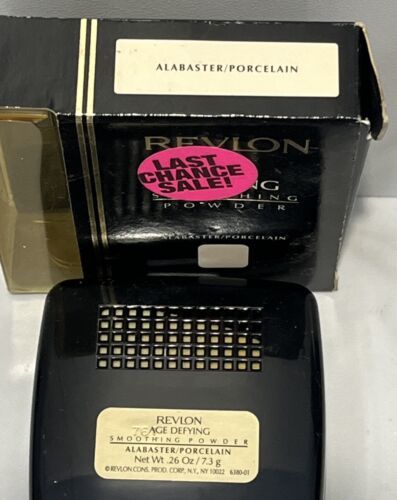 ALABASTER/PORCELAIN
REVLON
LAST
CHANCE
SALE!
SMOOTHING
POWDER
ALABASTER/PORCELAIN
REVLON
AGE DEFYING
SMOOTHING POWDER
ALABASTER/PORCELAIN
Net Wt .26 Oz / 7.3 g
©REVLON CONS. PROD. CORP., N.Y., NY 10022 6380-01